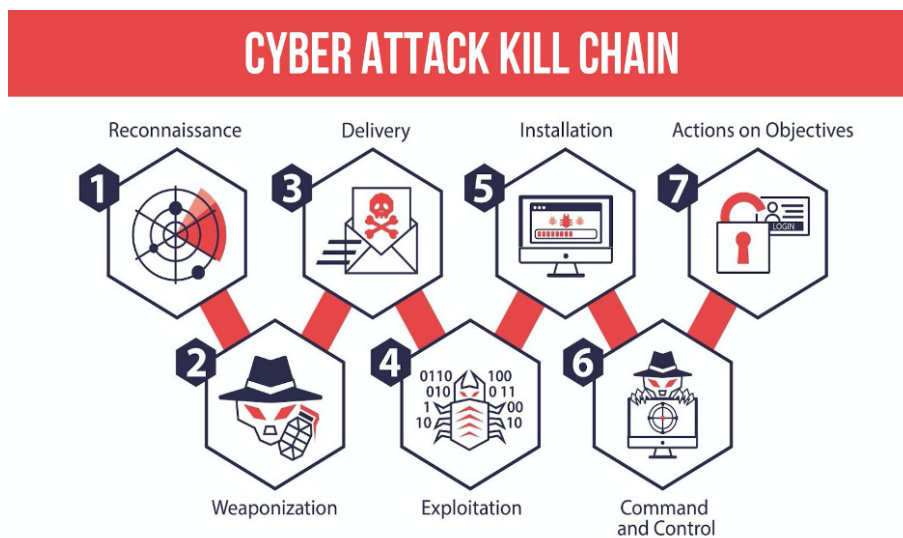 CYBER ATTACK KILL CHAIN
Reconnaissance
Delivery
Installation
Actions on Objectives
1
3
5
7
LOGIN
2
4
6
0110 100
010 0 11
1 00
10 10
Weaponization
Exploitation
Command
and Control